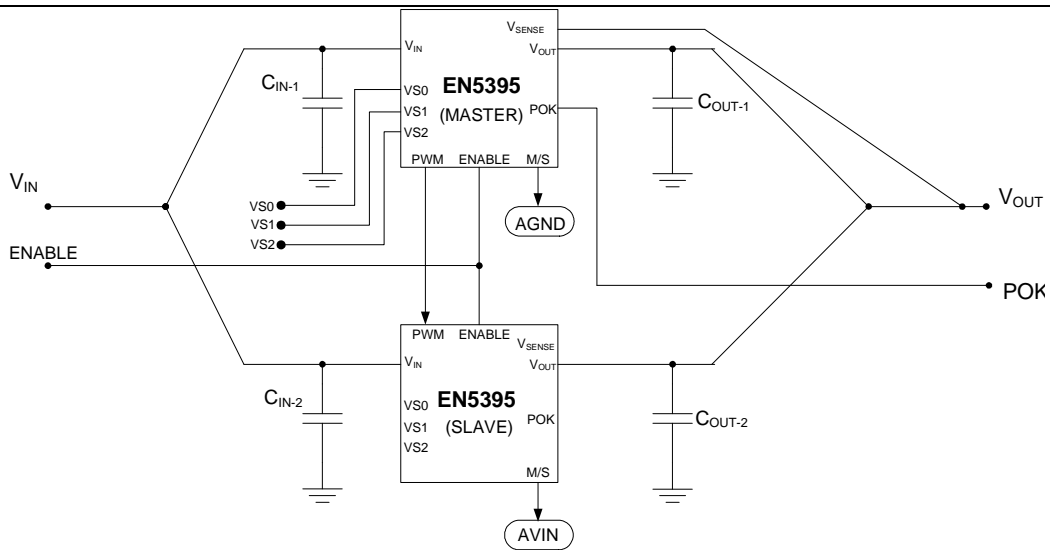 VSENSE
VIN
VOUT
CIN-1
EN5395
(MASTER)
VS0
VS1
VS2
POK
COUT-1
PWM ENABLE M/S
VIN
VS0
VS1
VS2
AGND
VOUT
ENABLE
POK
PWM ENABLE
VSENSE
VIN
VOUT
CIN-2
EN5395
(SLAVE)
VS0
VS1
VS2
POK
COUT-2
M/S
AVIN